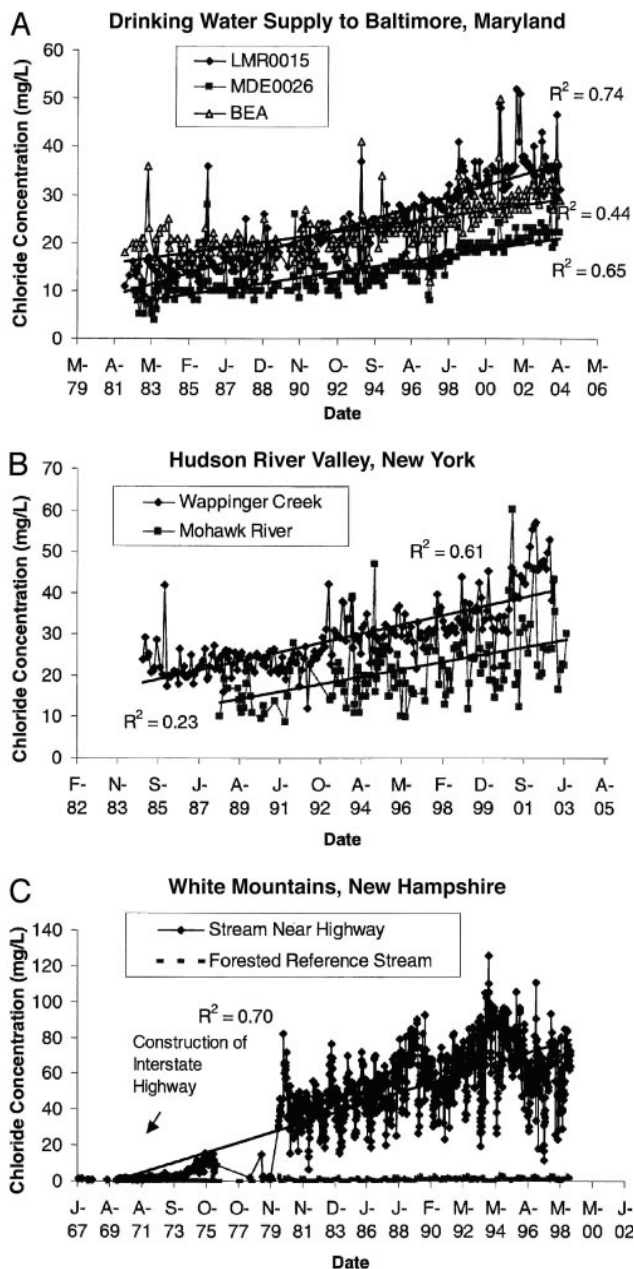 A
Drinking Water Supply to Baltimore, Maryland
LMR0015
MDE0026
BEA
Chloride Concentration (mg/L)
60
50
40
30
20
10
0
R² = 0.74
R² = 0.44
R² = 0.65
M- A- M- J- J- D- N- O- S- A- J- J- M- A- M-
79 81 83 85 87 88 90 92 94 96 98 00 02 04 06
Date
B
Hudson River Valley, New York
Wappinger Creek
Mohawk River
Chloride Concentration (mg/L)
70
60
50
40
30
20
10
0
R² = 0.61
R² = 0.23
F- N- S- J- A- J- O- A- M- F- D- S- J- A-
82 83 85 87 89 91 92 94 96 98 99 01 03 05
Date
C
White Mountains, New Hampshire
Stream Near Highway
Forested Reference Stream
Chloride Concentration (mg/L)
140
120
100
80
60
40
20
0
R² = 0.70
Construction of
Interstate
Highway
J- A- A- S- O- N- D- J- F- M- A- M- M- J- J-
67 69 71 73 75 76 79 81 83 85 86 88 90 92 94 96 98 00 02
Date